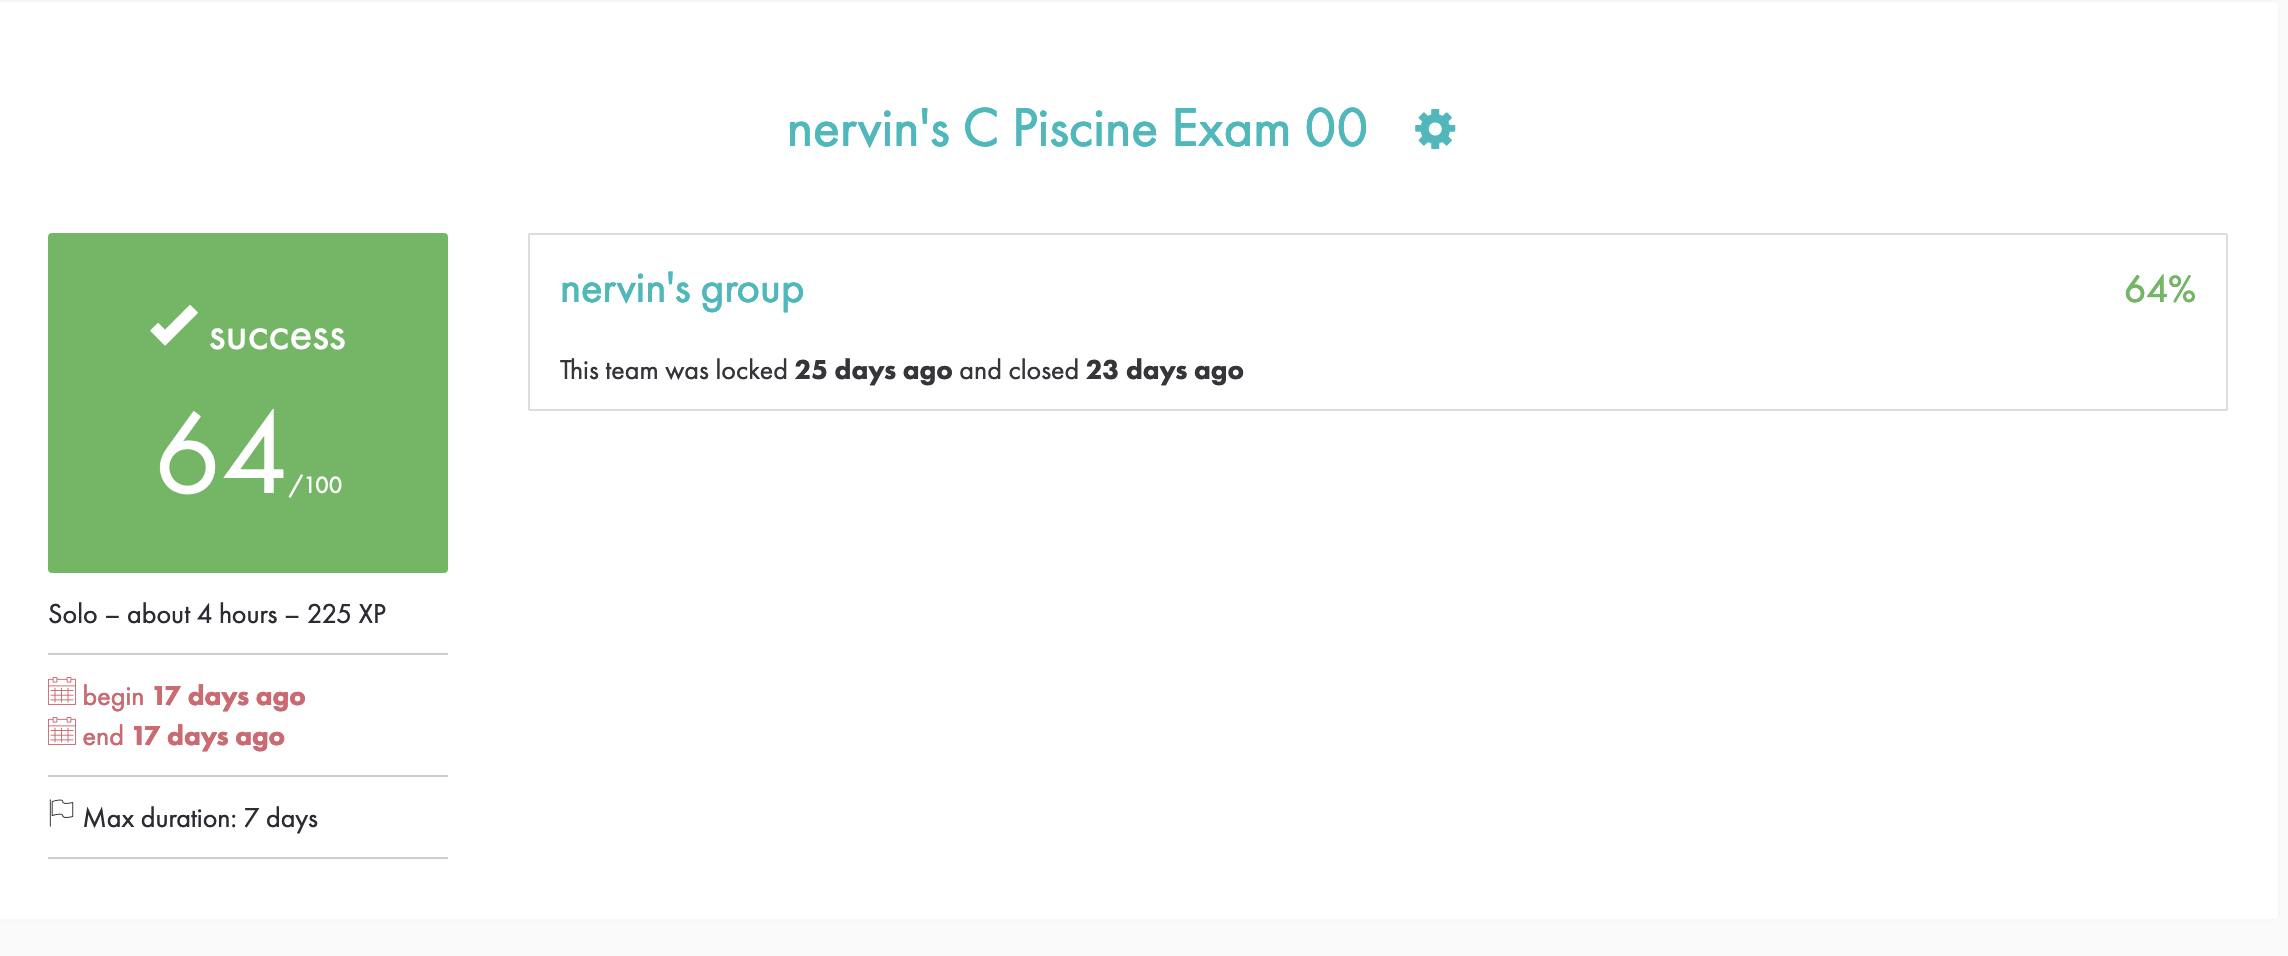 nervin's C Piscine Exam 00
success
64/100
Solo – about 4 hours – 225 XP
begin 17 days ago
end 17 days ago
Max duration: 7 days
nervin's group
64%
This team was locked 25 days ago and closed 23 days ago